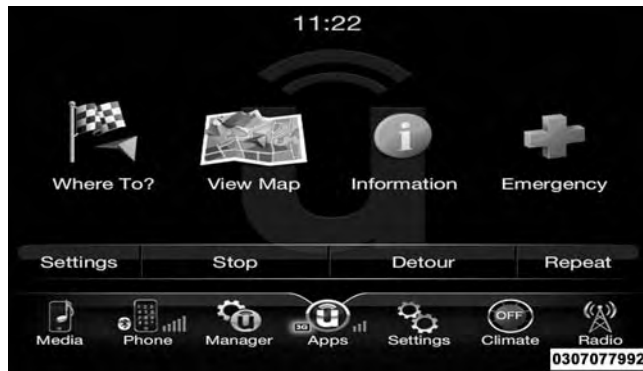 11:22
Where To? View Map Information Emergency
Settings Stop Detour Repeat
3G
OFF
Media Phone Manager Apps Settings Climate Radio
0307077992